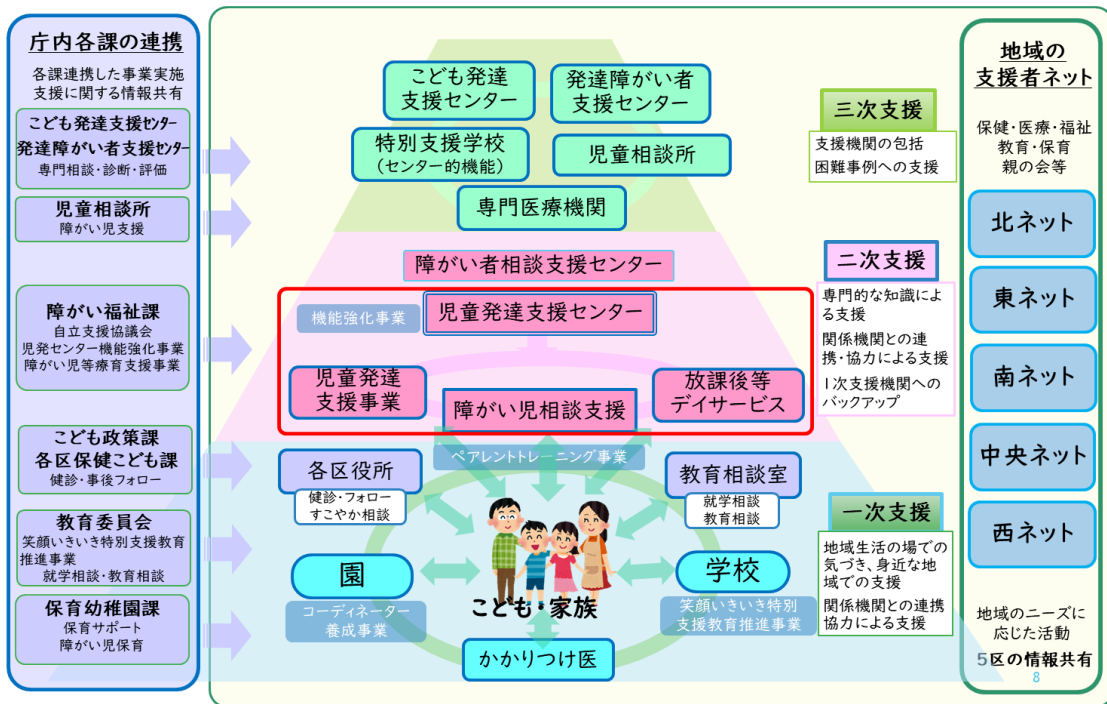 庁内各課の連携
各課連携した事業実施
支援に関する情報共有
こども発達支援センター
発達障がい者支援センター
専門相談・診断・評価
児童相談所
障がい児支援
障がい福祉課
自立支援協議会
児発センター機能強化事業
障がい児等療育支援事業
こども政策課
各区保健こども課
健診・事後フォロー
教育委員会
笑顔いきいき特別支援教育
推進事業
就学相談・教育相談
保育幼稚園課
保育サポート
障がい児保育
こども発達
支援センター
発達障がい者
支援センター
特別支援学校
(センター的機能)
児童相談所
専門医療機関
三次支援
支援機関の包括
困難事例への支援
障がい者相談支援センター
機能強化事業
児童発達支援センター
児童発達
支援事業
障がい児相談支援
放課後等
デイサービス
二次支援
専門的な知識によ
る支援
関係機関との連
携・協力による支援
1次支援機関への
バックアップ
ペアレントトレーニング事業
各区役所
健診・フォロー
すこやか相談
教育相談室
就学相談
教育相談
園
コーディネーター
養成事業
こども・家族
学校
笑顔いきいき特別
支援教育推進事業
かかりつけ医
一次支援
地域生活の場での
気づき、身近な地
域での支援
関係機関との連携
協力による支援
地域の
支援者ネット
保健・医療・福祉
教育・保育
親の会等
北ネット
東ネット
南ネット
中央ネット
西ネット
地域のニーズに
応じた活動
5区の情報共有
8